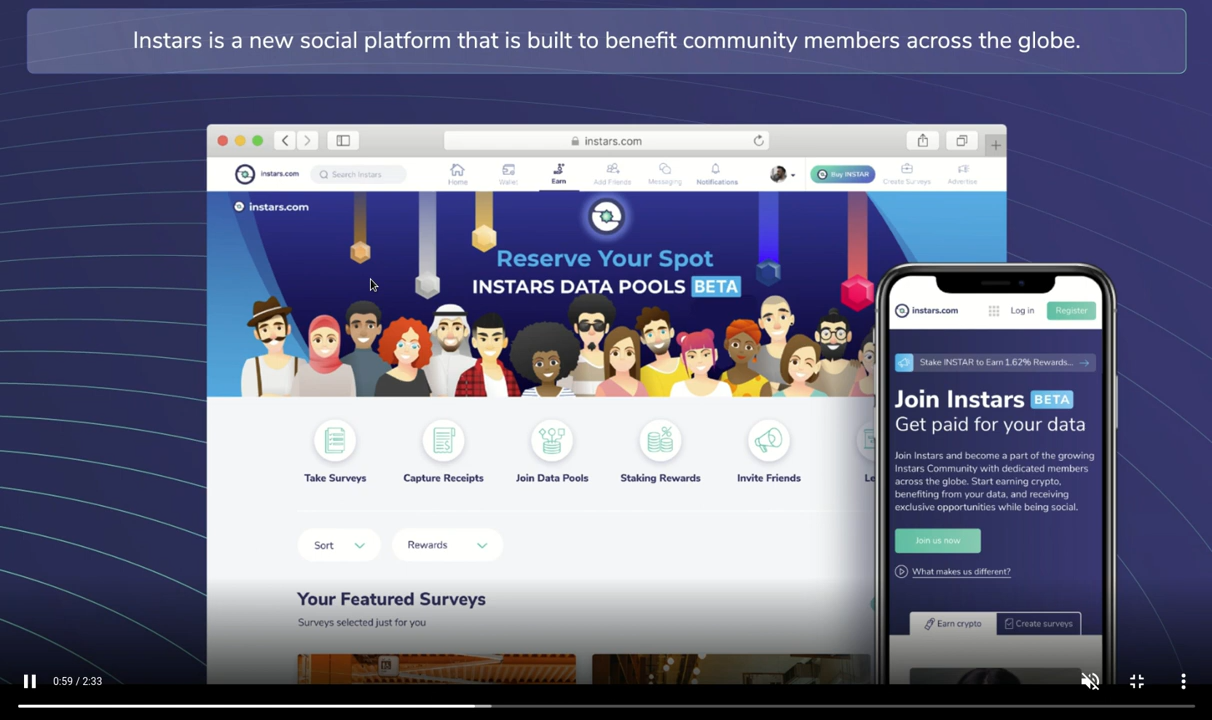 Instars is a new social platform that is built to benefit community members across the globe.
instars.com
instars.com
Search Instars
Home
Wallet
Earn
Add Friends
Messaging
Notifications
Buy INSTAR
Create Surveys
Advertise
instars.com
Reserve Your Spot
INSTARS DATA POOLS BETA
Take Surveys
Capture Receipts
Join Data Pools
Staking Rewards
Invite Friends
Le
Sort
Rewards
Your Featured Surveys
Surveys selected just for you
instars.com
Log in
Register
Stake INSTAR to Earn 1.62% Rewards...
Join Instars BETA
Get paid for your data
Join Instars and become a part of the growing
Instars Community with dedicated members
across the globe. Start earning crypto,
benefiting from your data, and receiving
exclusive opportunities while being social.
Join us now
What makes us different?
Earn crypto
Create surveys
0:59 / 2:33